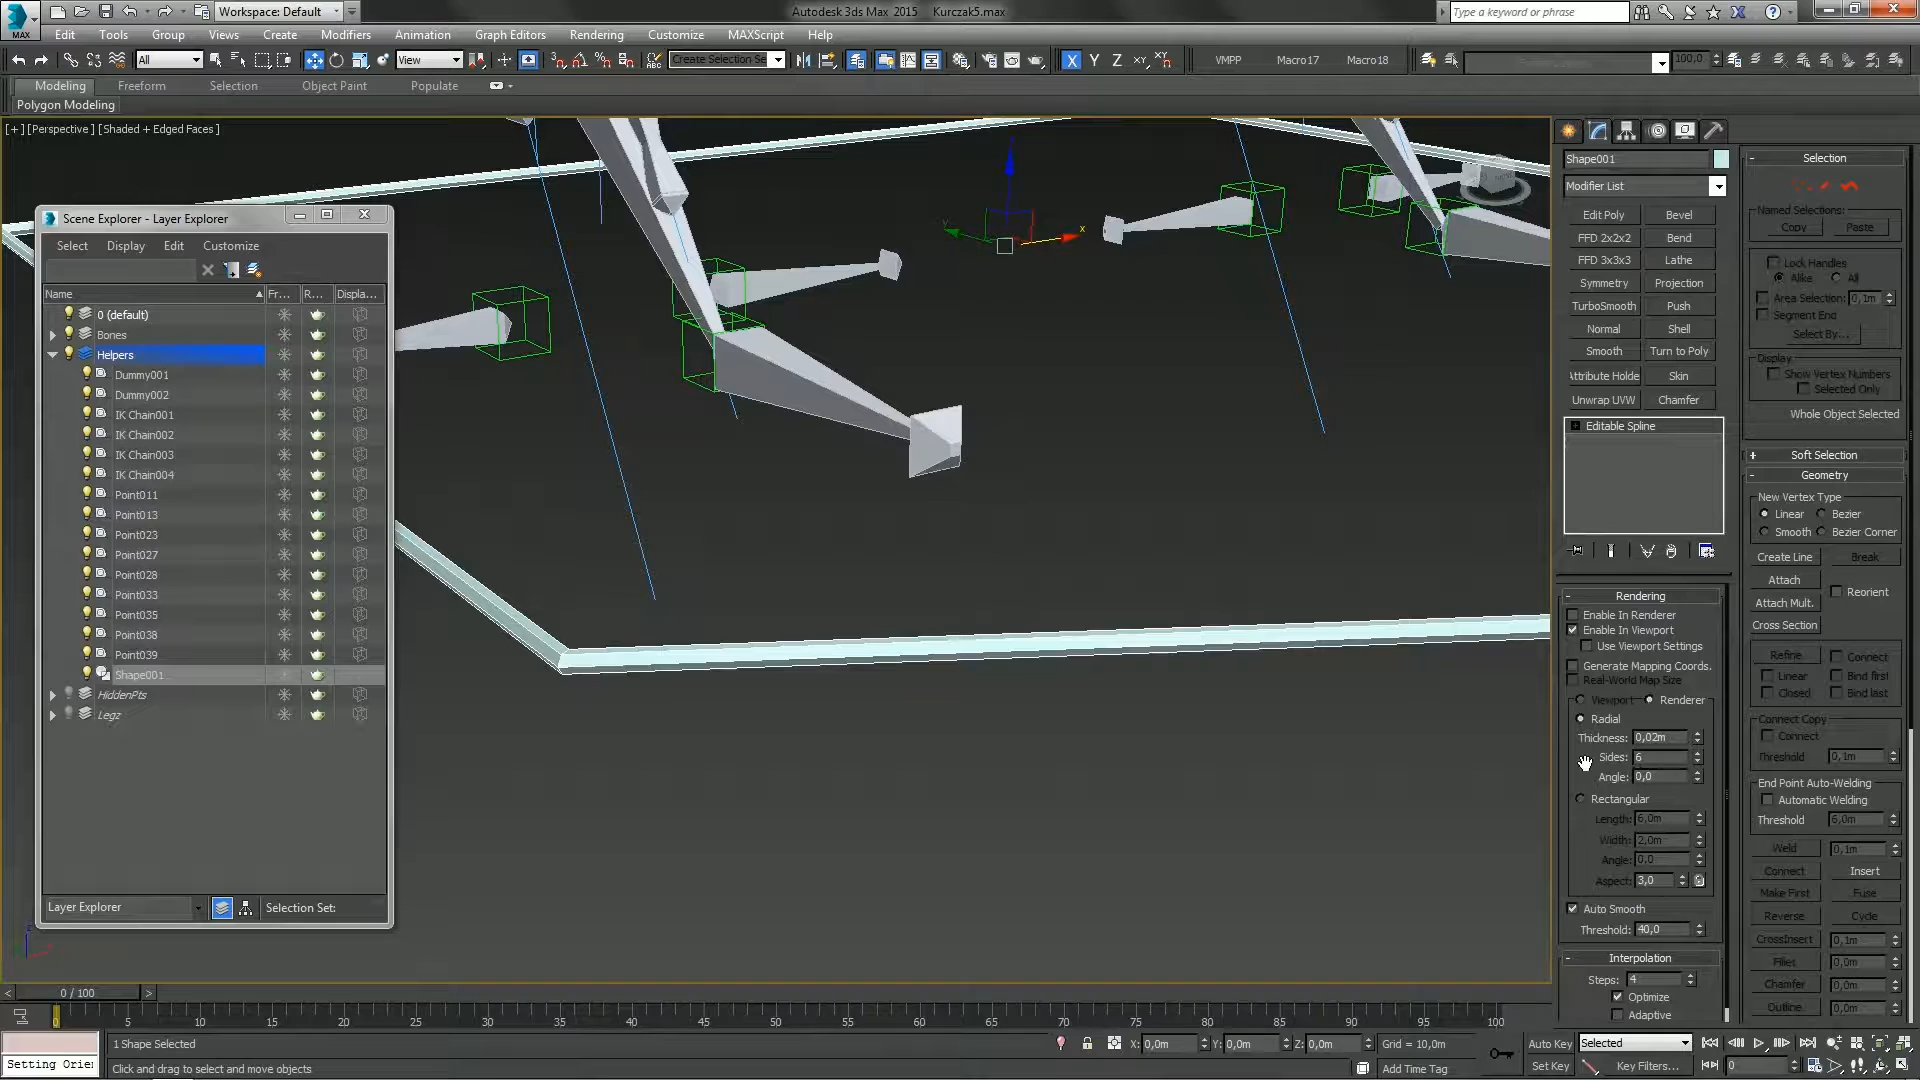 Workspace: Default
Autodesk 3ds Max 2015 Kurczak5.max
Type a keyword or phrase
MAX
Edit Tools Group Views Create Modifiers Animation Graph Editors Rendering Customize MAXScript Help
All View Create Selection Se X Y Z XY VMPP Macro17 Macro18 100,0
Modeling Freeform Selection Object Paint Populate
Polygon Modeling
[+] [Perspective] [Shaded + Edged Faces]
Scene Explorer - Layer Explorer
Select Display Edit Customize
Name Fr... R... Displa...
0 (default)
Bones
Helpers
Dummy001
Dummy002
IK Chain001
IK Chain002
IK Chain003
IK Chain004
Point011
Point013
Point023
Point027
Point028
Point033
Point035
Point038
Point039
Shape001
HiddenPts
Legz
Layer Explorer Selection Set:
y x
Shape001
Modifier List
Edit Poly Bevel
FFD 2x2x2 Bend
FFD 3x3x3 Lathe
Symmetry Projection
TurboSmooth Push
Normal Shell
Smooth Turn to Poly
Attribute Holde Skin
Unwrap UVW Chamfer
Editable Spline
- Rendering
Enable In Renderer
Enable In Viewport
Use Viewport Settings
Generate Mapping Coords.
Real-World Map Size
Viewport Renderer
Radial
Thickness: 0,02m
Sides: 6
Angle: 0,0
Rectangular
Length: 6,0m
Width: 2,0m
Angle: 0,0
Aspect: 3,0
Auto Smooth
Threshold: 40,0
- Interpolation
Steps: 4
Optimize
Adaptive
- Selection
Named Selections:
Copy Paste
Lock Handles
Alike All
Area Selection: 0,1m
Segment End
Select By...
Display
Show Vertex Numbers
Selected Only
Whole Object Selected
+ Soft Selection
- Geometry
New Vertex Type
Linear Bezier
Smooth Bezier Corner
Create Line Break
Attach
Reorient
Attach Mult.
Cross Section
Refine Connect
Linear Bind first
Closed Bind last
Connect Copy
Connect
Threshold 0,1m
End Point Auto-Welding
Automatic Welding
Threshold 6,0m
Weld 0,1m
Connect Insert
Make First Fuse
Reverse Cycle
CrossInsert 0,1m
Fillet 0,0m
Chamfer 0,0m
Outline 0,0m
< 0 / 100 >
0 5 10 15 20 25 30 35 40 45 50 55 60 65 70 75 80 85 90 95 100
1 Shape Selected X: 0,0m Y: 0,0m Z: 0,0m Grid = 10,0m Auto Key Selected
Setting Orie Click and drag to select and move objects Add Time Tag Set Key Key Filters... 0